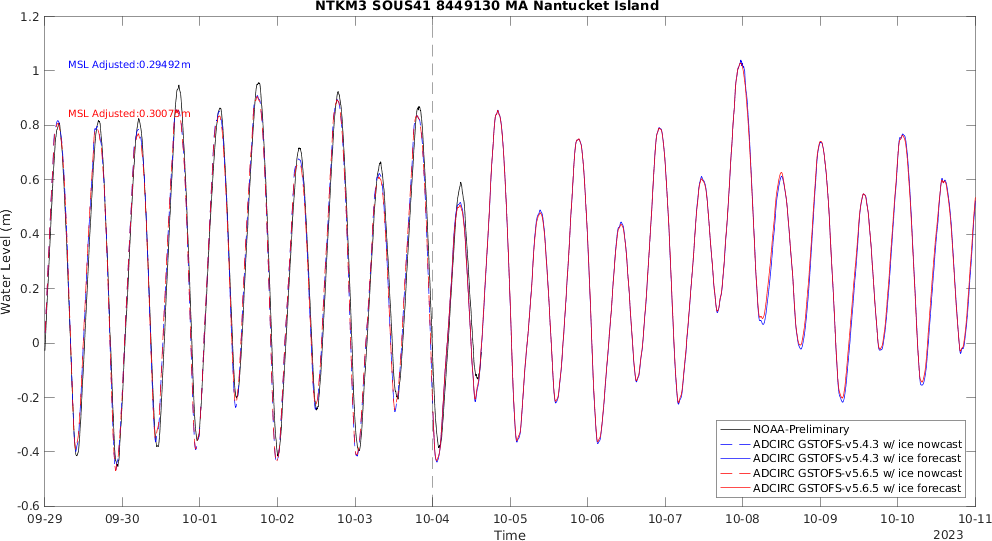 NTKM3 SOUS41 8449130 MA Nantucket Island
1.2
1
0.8
0.6
0.4
0.2
0
-0.2
-0.4
-0.6
Water Level (m)
MSL Adjusted:0.29492m
MSL Adjusted:0.30075m
NOAA-Preliminary
ADCIRC GSTOFS-v5.4.3 w/ ice nowcast
ADCIRC GSTOFS-v5.4.3 w/ ice forecast
ADCIRC GSTOFS-v5.6.5 w/ ice nowcast
ADCIRC GSTOFS-v5.6.5 w/ ice forecast
09-29 09-30 10-01 10-02 10-03 10-04 10-05 10-06 10-07 10-08 10-09 10-10 10-11
Time
2023